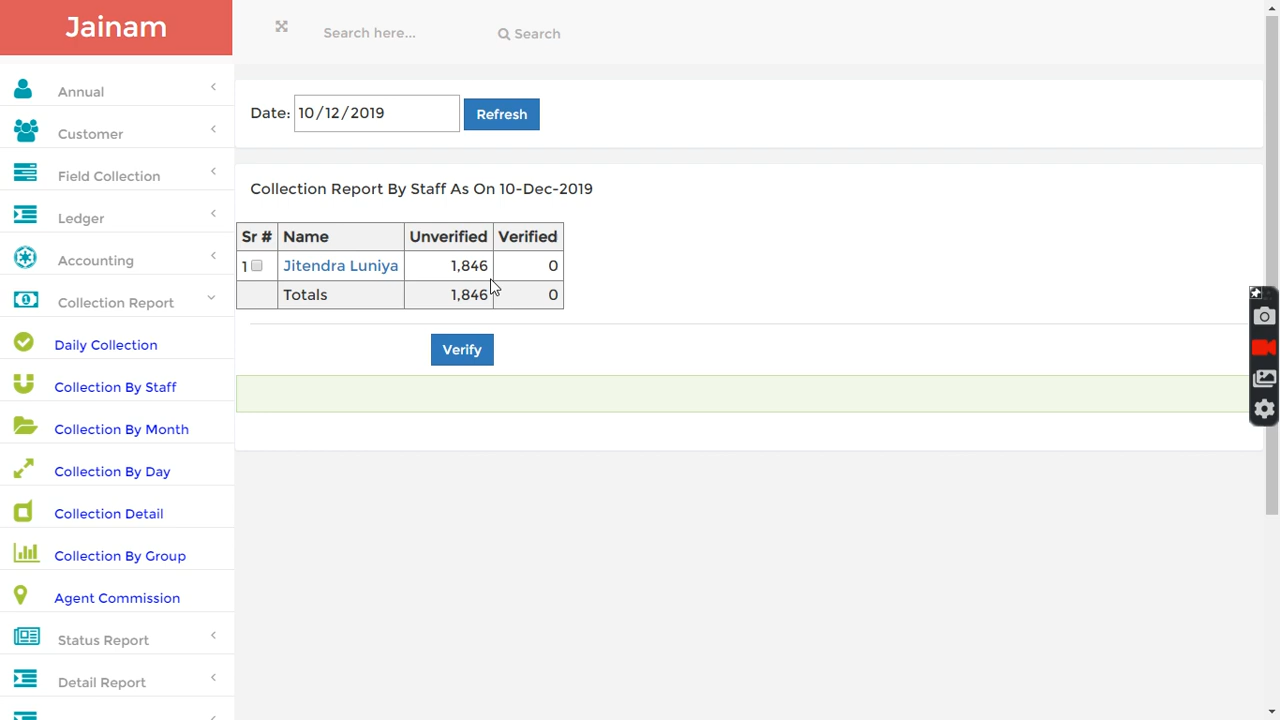 Jainam
Search here...
Search
Annual
Customer
Field Collection
Ledger
Accounting
Collection Report
Daily Collection
Collection By Staff
Collection By Month
Collection By Day
Collection Detail
Collection By Group
Agent Commission
Status Report
Detail Report
Date: 10/12/2019 Refresh
Collection Report By Staff As On 10-Dec-2019
Sr # Name Unverified Verified
1 Jitendra Luniya 1,846 0
Totals 1,846 0
Verify